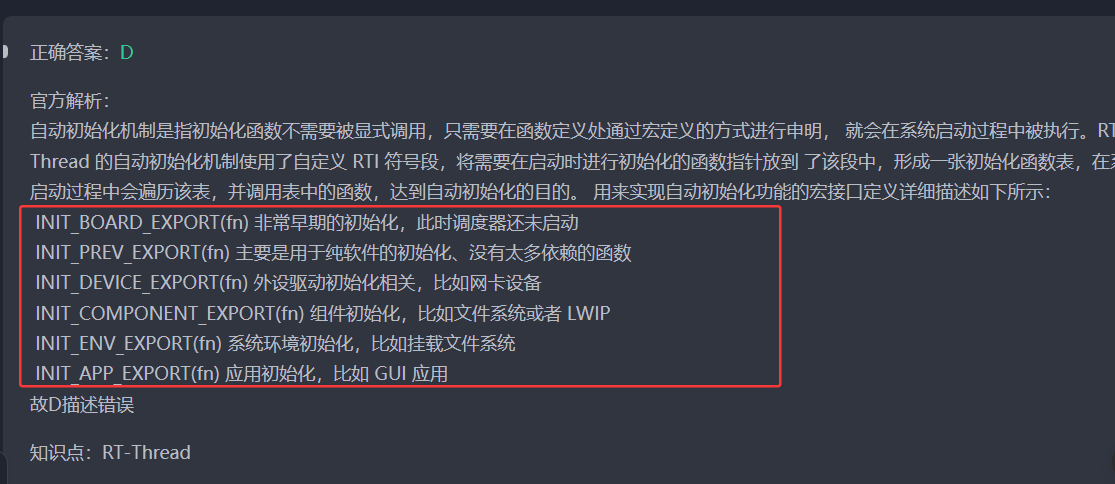 正确答案：D
官方解析：
自动初始化机制是指初始化函数不需要被显式调用，只需要在函数定义处通过宏定义的方式进行申明， 就会在系统启动过程中被执行。RT
Thread 的自动初始化机制使用了自定义 RTI 符号段，将需要在启动时进行初始化的函数指针放到 了该段中，形成一张初始化函数表，在
启动过程中会遍历该表，并调用表中的函数，达到自动初始化的目的。 用来实现自动初始化功能的宏接口定义详细描述如下所示：
INIT_BOARD_EXPORT(fn) 非常早期的初始化，此时调度器还未启动
INIT_PREV_EXPORT(fn) 主要是用于纯软件的初始化、没有太多依赖的函数
INIT_DEVICE_EXPORT(fn) 外设驱动初始化相关，比如网卡设备
INIT_COMPONENT_EXPORT(fn) 组件初始化，比如文件系统或者 LWIP
INIT_ENV_EXPORT(fn) 系统环境初始化，比如挂载文件系统
INIT_APP_EXPORT(fn) 应用初始化，比如 GUI 应用
故D描述错误
知识点：RT-Thread